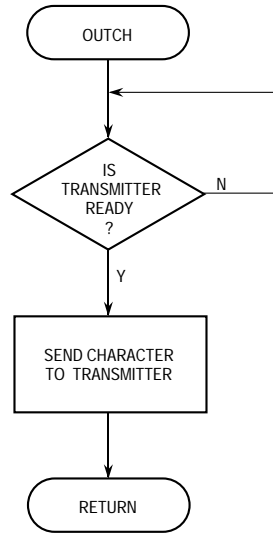 OUTCH
IS
TRANSMITTER
READY
?
N
Y
SEND CHARACTER
TO TRANSMITTER
RETURN